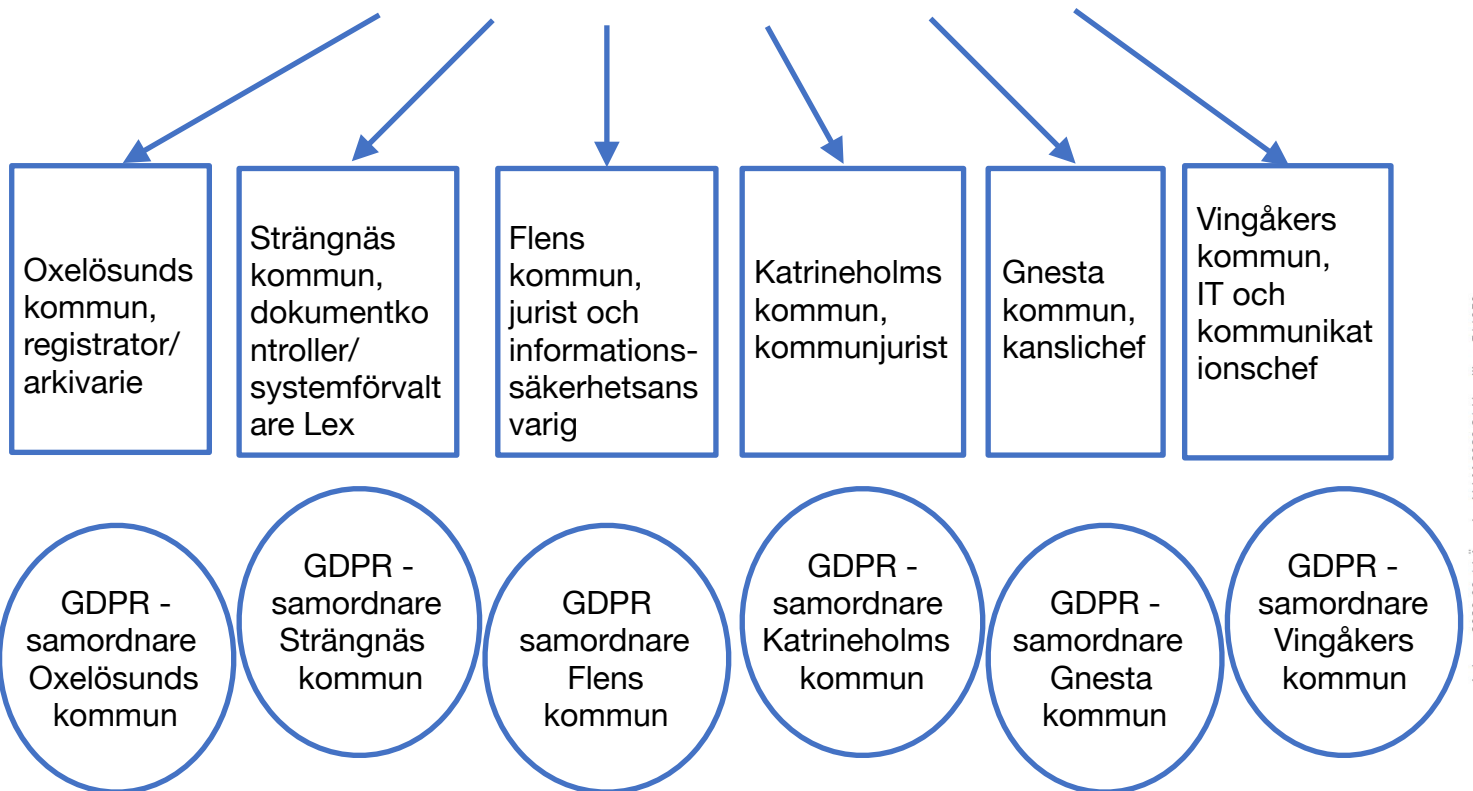 Oxelösunds
kommun,
registrator/
arkivarie
Strängnäs
kommun,
dokumentko
ntroller/
systemförvalt
are Lex
Flens
kommun,
jurist och
informations-
säkerhetsans
varig
Katrineholms
kommun,
kommunjurist
Gnesta
kommun,
kanslichef
Vingåkers
kommun,
IT och
kommunikat
ionschef
GDPR -
samordnare
Oxelösunds
kommun
GDPR -
samordnare
Strängnäs
kommun
GDPR
samordnare
Flens
kommun
GDPR -
samordnare
Katrineholms
kommun
GDPR -
samordnare
Gnesta
kommun
GDPR -
samordnare
Vingåkers
kommun